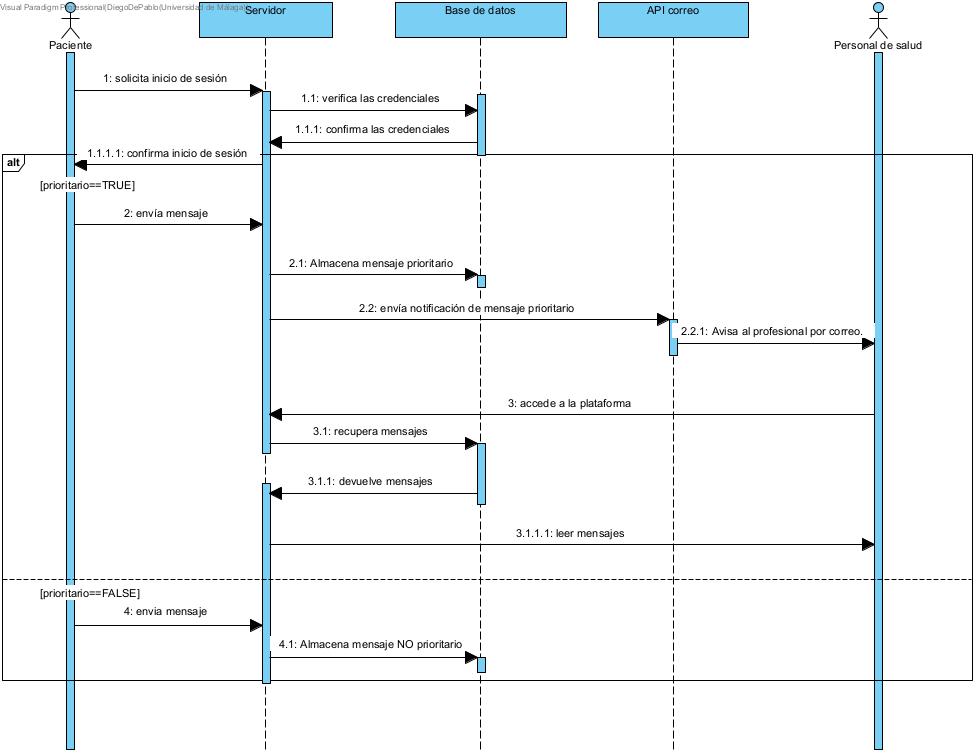 Visual Paradigm Professional(DiegoDePablo(Universidad de Málaga))
Servidor
Base de datos
API correo
Paciente
Personal de salud
1: solicita inicio de sesión
1.1: verifica las credenciales
1.1.1: confirma las credenciales
1.1.1.1: confirma inicio de sesión
alt
[prioritario==TRUE]
2: envía mensaje
2.1: Almacena mensaje prioritario
2.2: envía notificación de mensaje prioritario
2.2.1: Avisa al profesional por correo.
3: accede a la plataforma
3.1: recupera mensajes
3.1.1: devuelve mensajes
3.1.1.1: leer mensajes
[prioritario==FALSE]
4: envia mensaje
4.1: Almacena mensaje NO prioritario